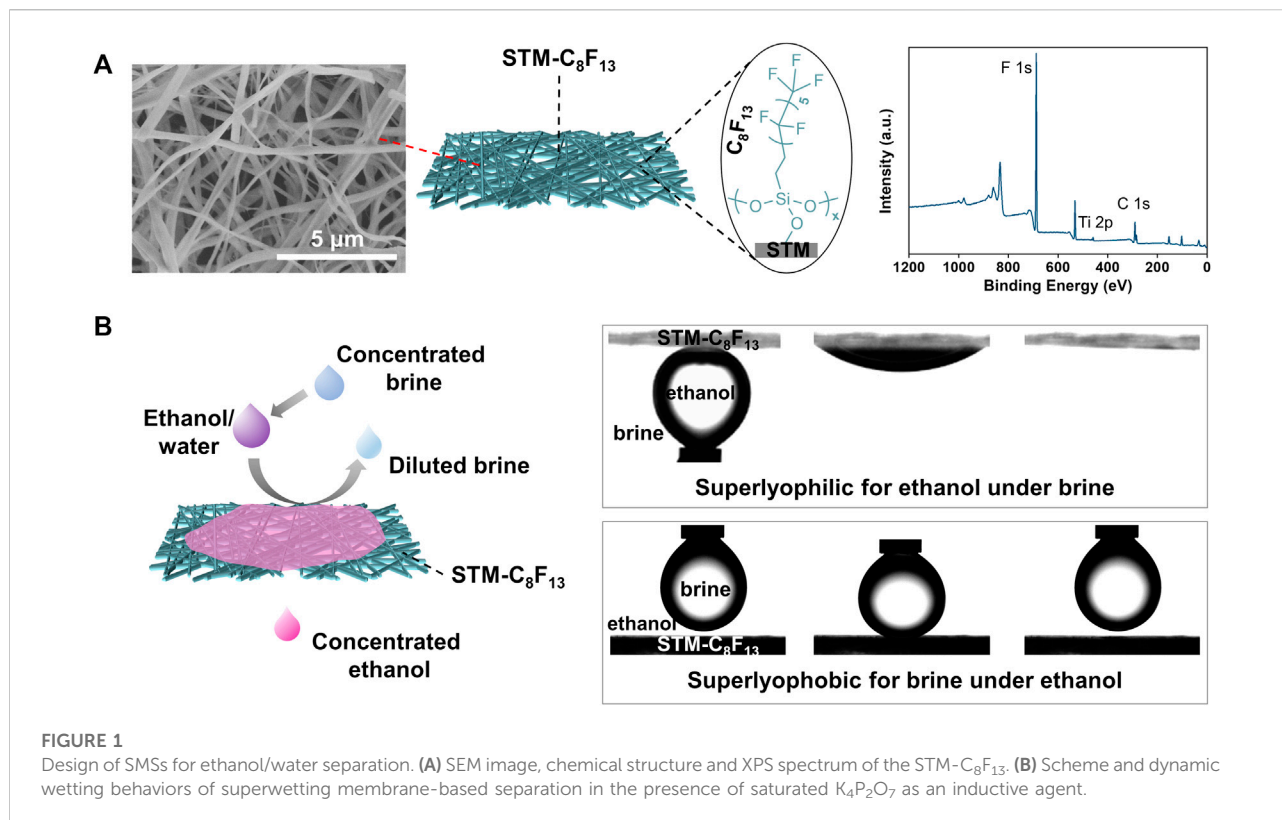 A
5 µm
STM-C₈F₁₃
C₈F₁₃
F
F
F
5
F F
Si
O O
O
x
STM
Intensity (a.u.)
F 1s
Ti 2p
C 1s
1200 1000 800 600 400 200 0
Binding Energy (eV)
B
Concentrated
brine
Ethanol/
water
Diluted brine
STM-C₈F₁₃
Concentrated
ethanol
STM-C₈F₁₃
ethanol
brine
Superlyophilic for ethanol under brine
brine
ethanol
STM-C₈F₁₃
Superlyophobic for brine under ethanol
FIGURE 1
Design of SMSs for ethanol/water separation. (A) SEM image, chemical structure and XPS spectrum of the STM-C₈F₁₃. (B) Scheme and dynamic
wetting behaviors of superwetting membrane-based separation in the presence of saturated K₄P₂O₇ as an inductive agent.